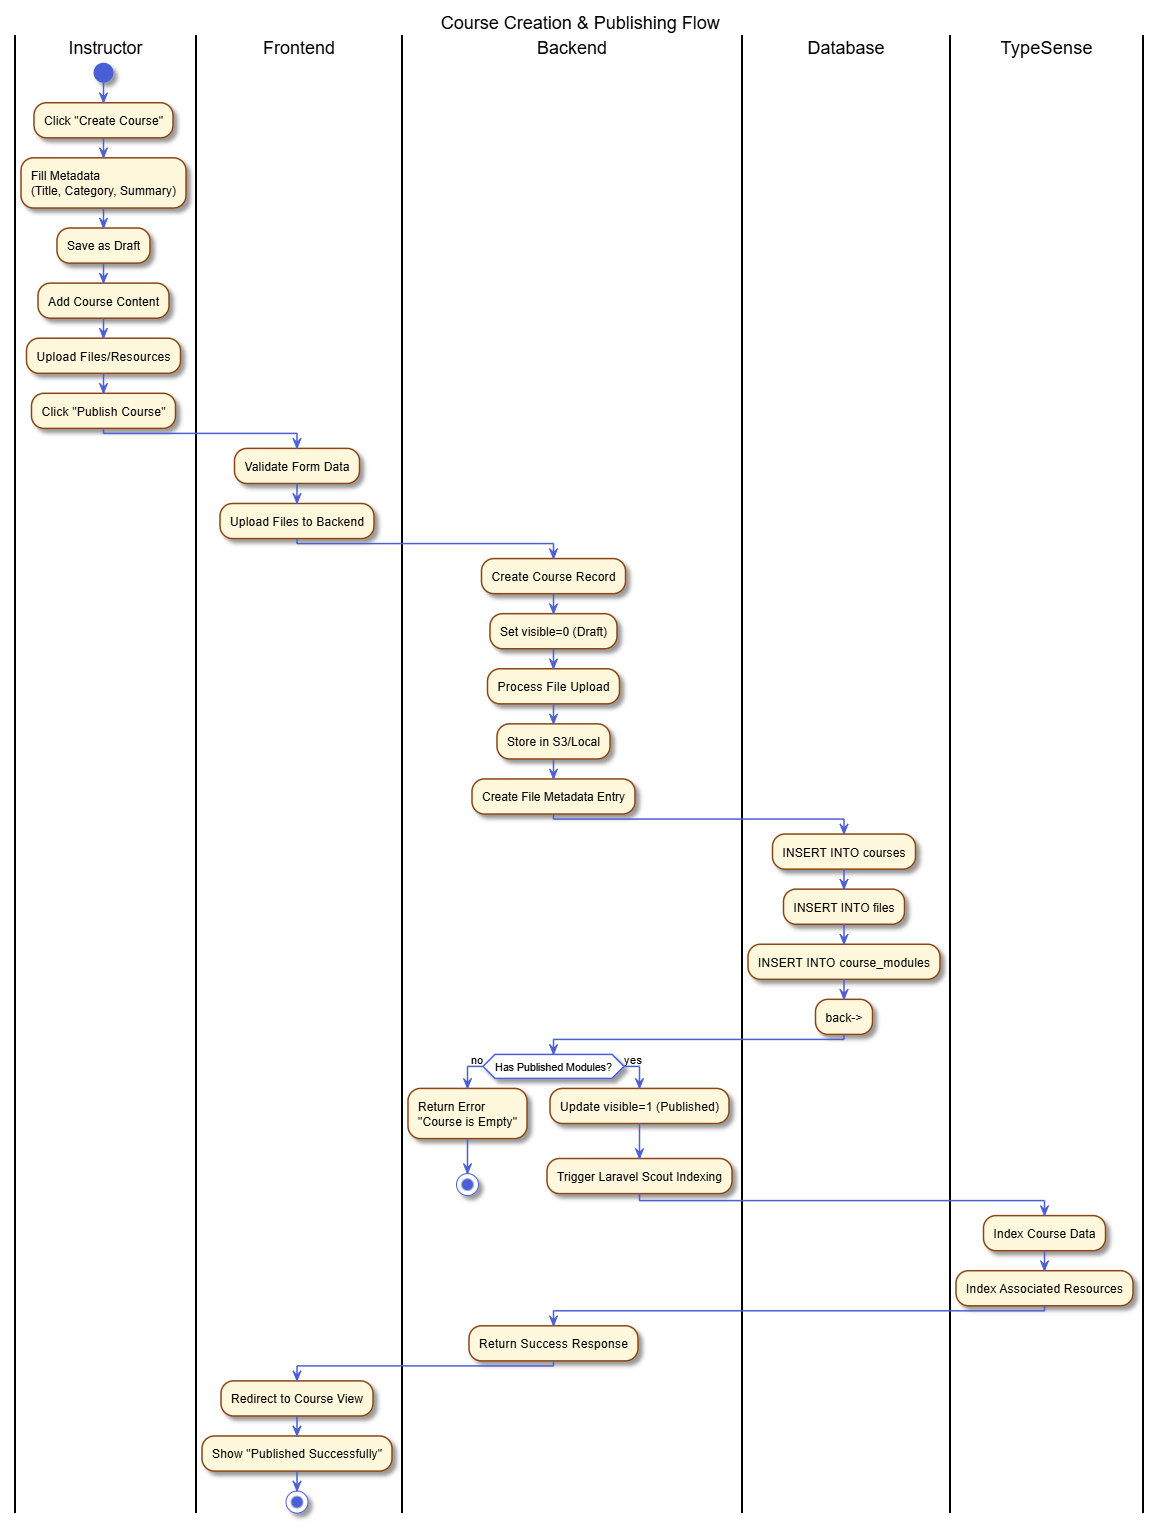 Course Creation & Publishing Flow
Instructor
Frontend
Backend
Database
TypeSense
Click "Create Course"
Fill Metadata
(Title, Category, Summary)
Save as Draft
Add Course Content
Upload Files/Resources
Click "Publish Course"
Validate Form Data
Upload Files to Backend
Create Course Record
Set visible=0 (Draft)
Process File Upload
Store in S3/Local
Create File Metadata Entry
INSERT INTO courses
INSERT INTO files
INSERT INTO course_modules
back->
no
Has Published Modules?
yes
Return Error
"Course is Empty"
Update visible=1 (Published)
Trigger Laravel Scout Indexing
Index Course Data
Index Associated Resources
Return Success Response
Redirect to Course View
Show "Published Successfully"